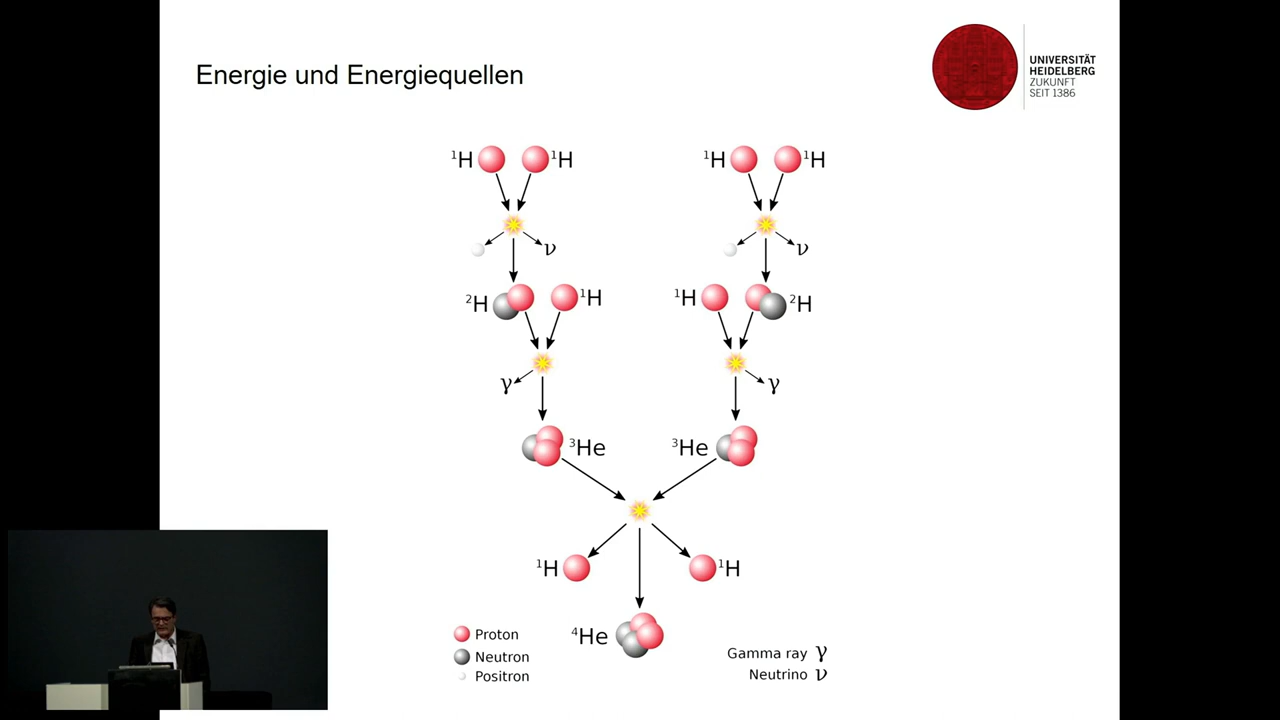 Energie und Energiequellen
UNIVERSITÄT
HEIDELBERG
ZUKUNFT
SEIT 1386
¹H ¹H ¹H ¹H
ν ν
²H ¹H ¹H ²H
γ γ
³He ³He
¹H ¹H
⁴He
Proton
Neutron
Positron
Gamma ray γ
Neutrino ν